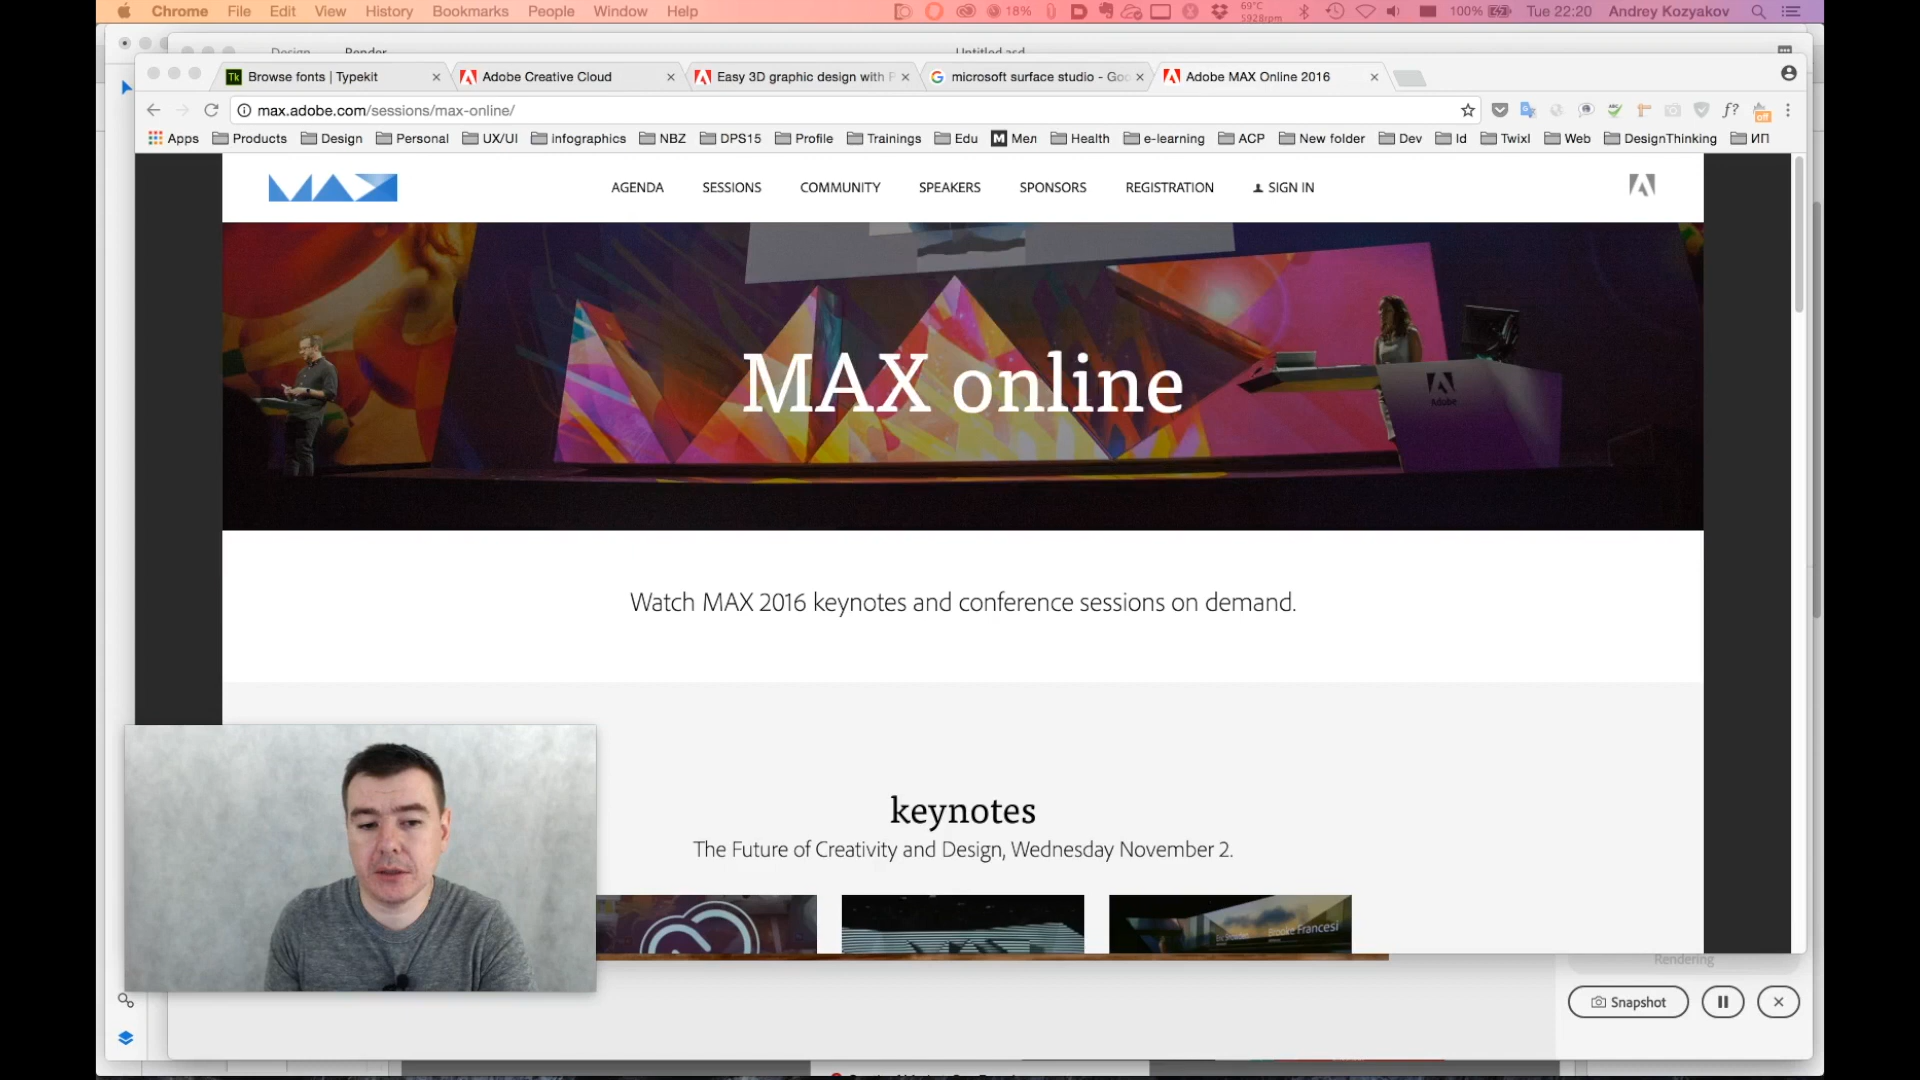 Chrome File Edit View History Bookmarks People Window Help 18% 69°C 5928rpm 100% Tue 22:20 Andrey Kozyakov
Design Render Untitled.asd
Browse fonts | Typekit Adobe Creative Cloud Easy 3D graphic design with microsoft surface studio - Goo Adobe MAX Online 2016
max.adobe.com/sessions/max-online/ f? off
Apps Products Design Personal UX/UI infographics NBZ DPS15 Profile Trainings Edu Мел Health e-learning ACP New folder Dev Id Twixl Web DesignThinking ИП
MAX AGENDA SESSIONS COMMUNITY SPEAKERS SPONSORS REGISTRATION SIGN IN
MAX online
Adobe
Watch MAX 2016 keynotes and conference sessions on demand.
keynotes
The Future of Creativity and Design, Wednesday November 2.
Rendering
Snapshot